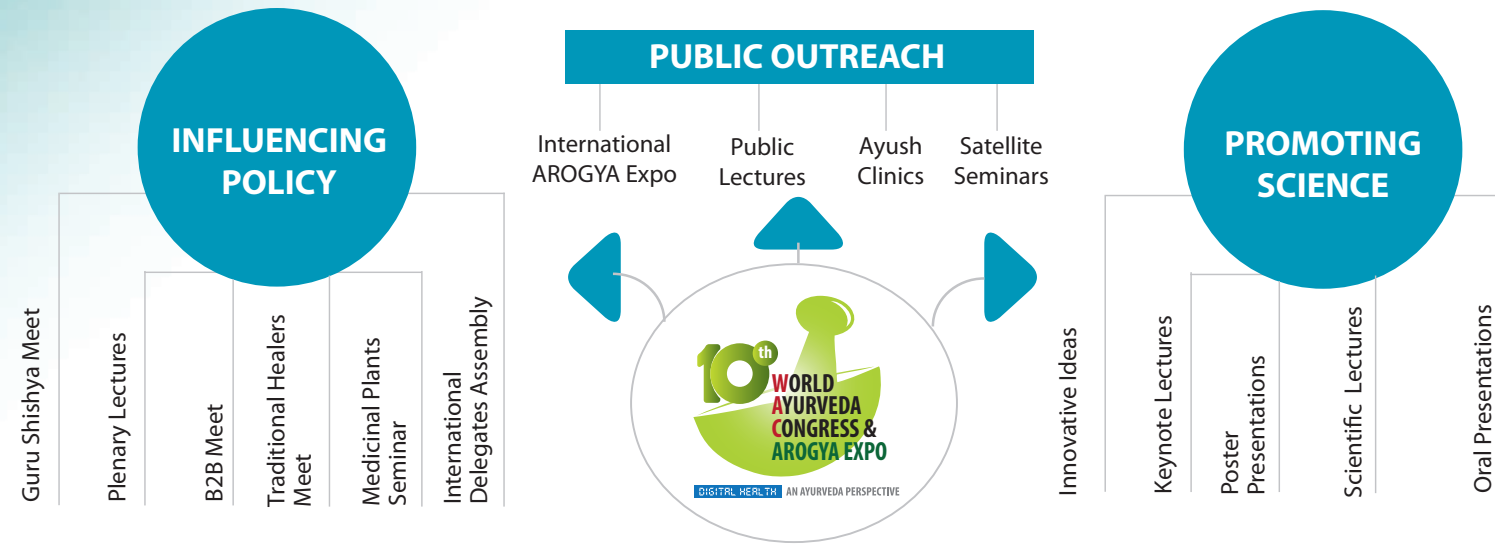 INFLUENCING
POLICY
Guru Shishya Meet
Plenary Lectures
B2B Meet
Traditional Healers
Meet
Medicinal Plants
Seminar
International
Delegates Assembly
PUBLIC OUTREACH
International
AROGYA Expo
Public
Lectures
Ayush
Clinics
Satellite
Seminars
10th
WORLD
AYURVEDA
CONGRESS &
AROGYA EXPO
DIGITAL HEALTH AN AYURVEDA PERSPECTIVE
PROMOTING
SCIENCE
Innovative Ideas
Keynote Lectures
Poster
Presentations
Scientific Lectures
Oral Presentations